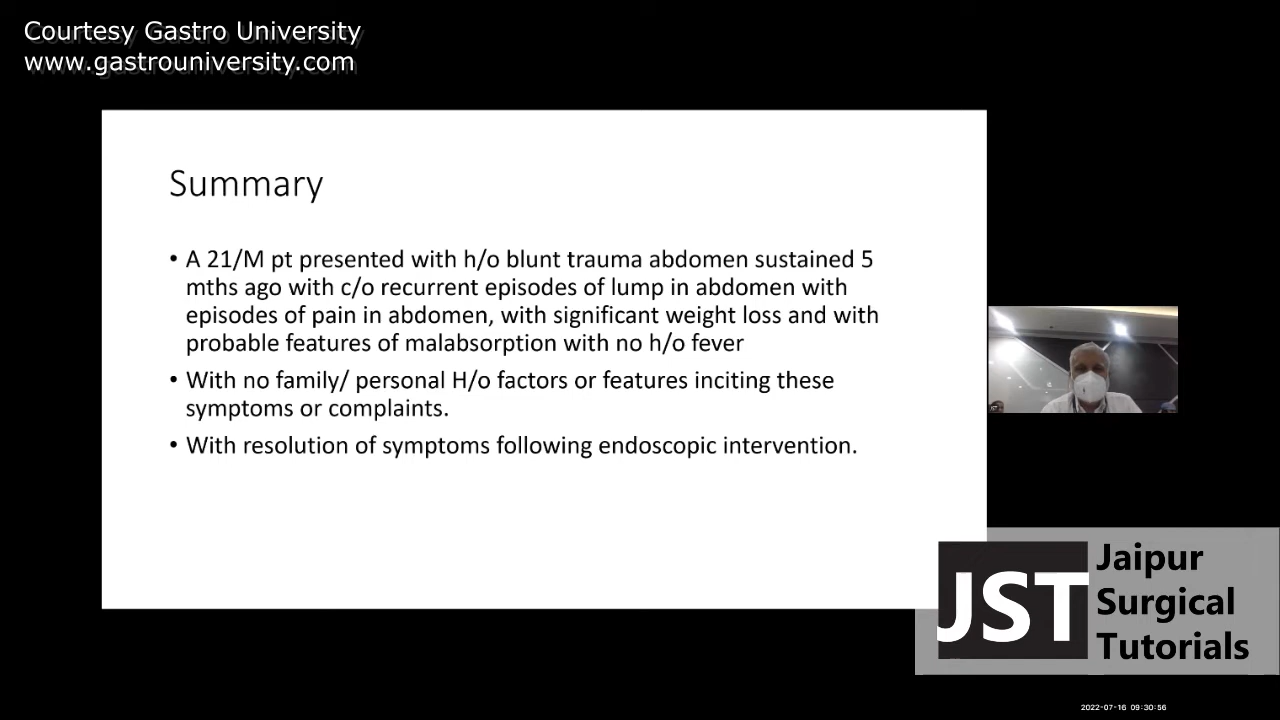 Courtesy Gastro University
www.gastrouniversity.com
Summary
• A 21/M pt presented with h/o blunt trauma abdomen sustained 5
mths ago with c/o recurrent episodes of lump in abdomen with
episodes of pain in abdomen, with significant weight loss and with
probable features of malabsorption with no h/o fever
• With no family/ personal H/o factors or features inciting these
symptoms or complaints.
• With resolution of symptoms following endoscopic intervention.
JST
Jaipur
Surgical
Tutorials
2022-07-16 09:30:56